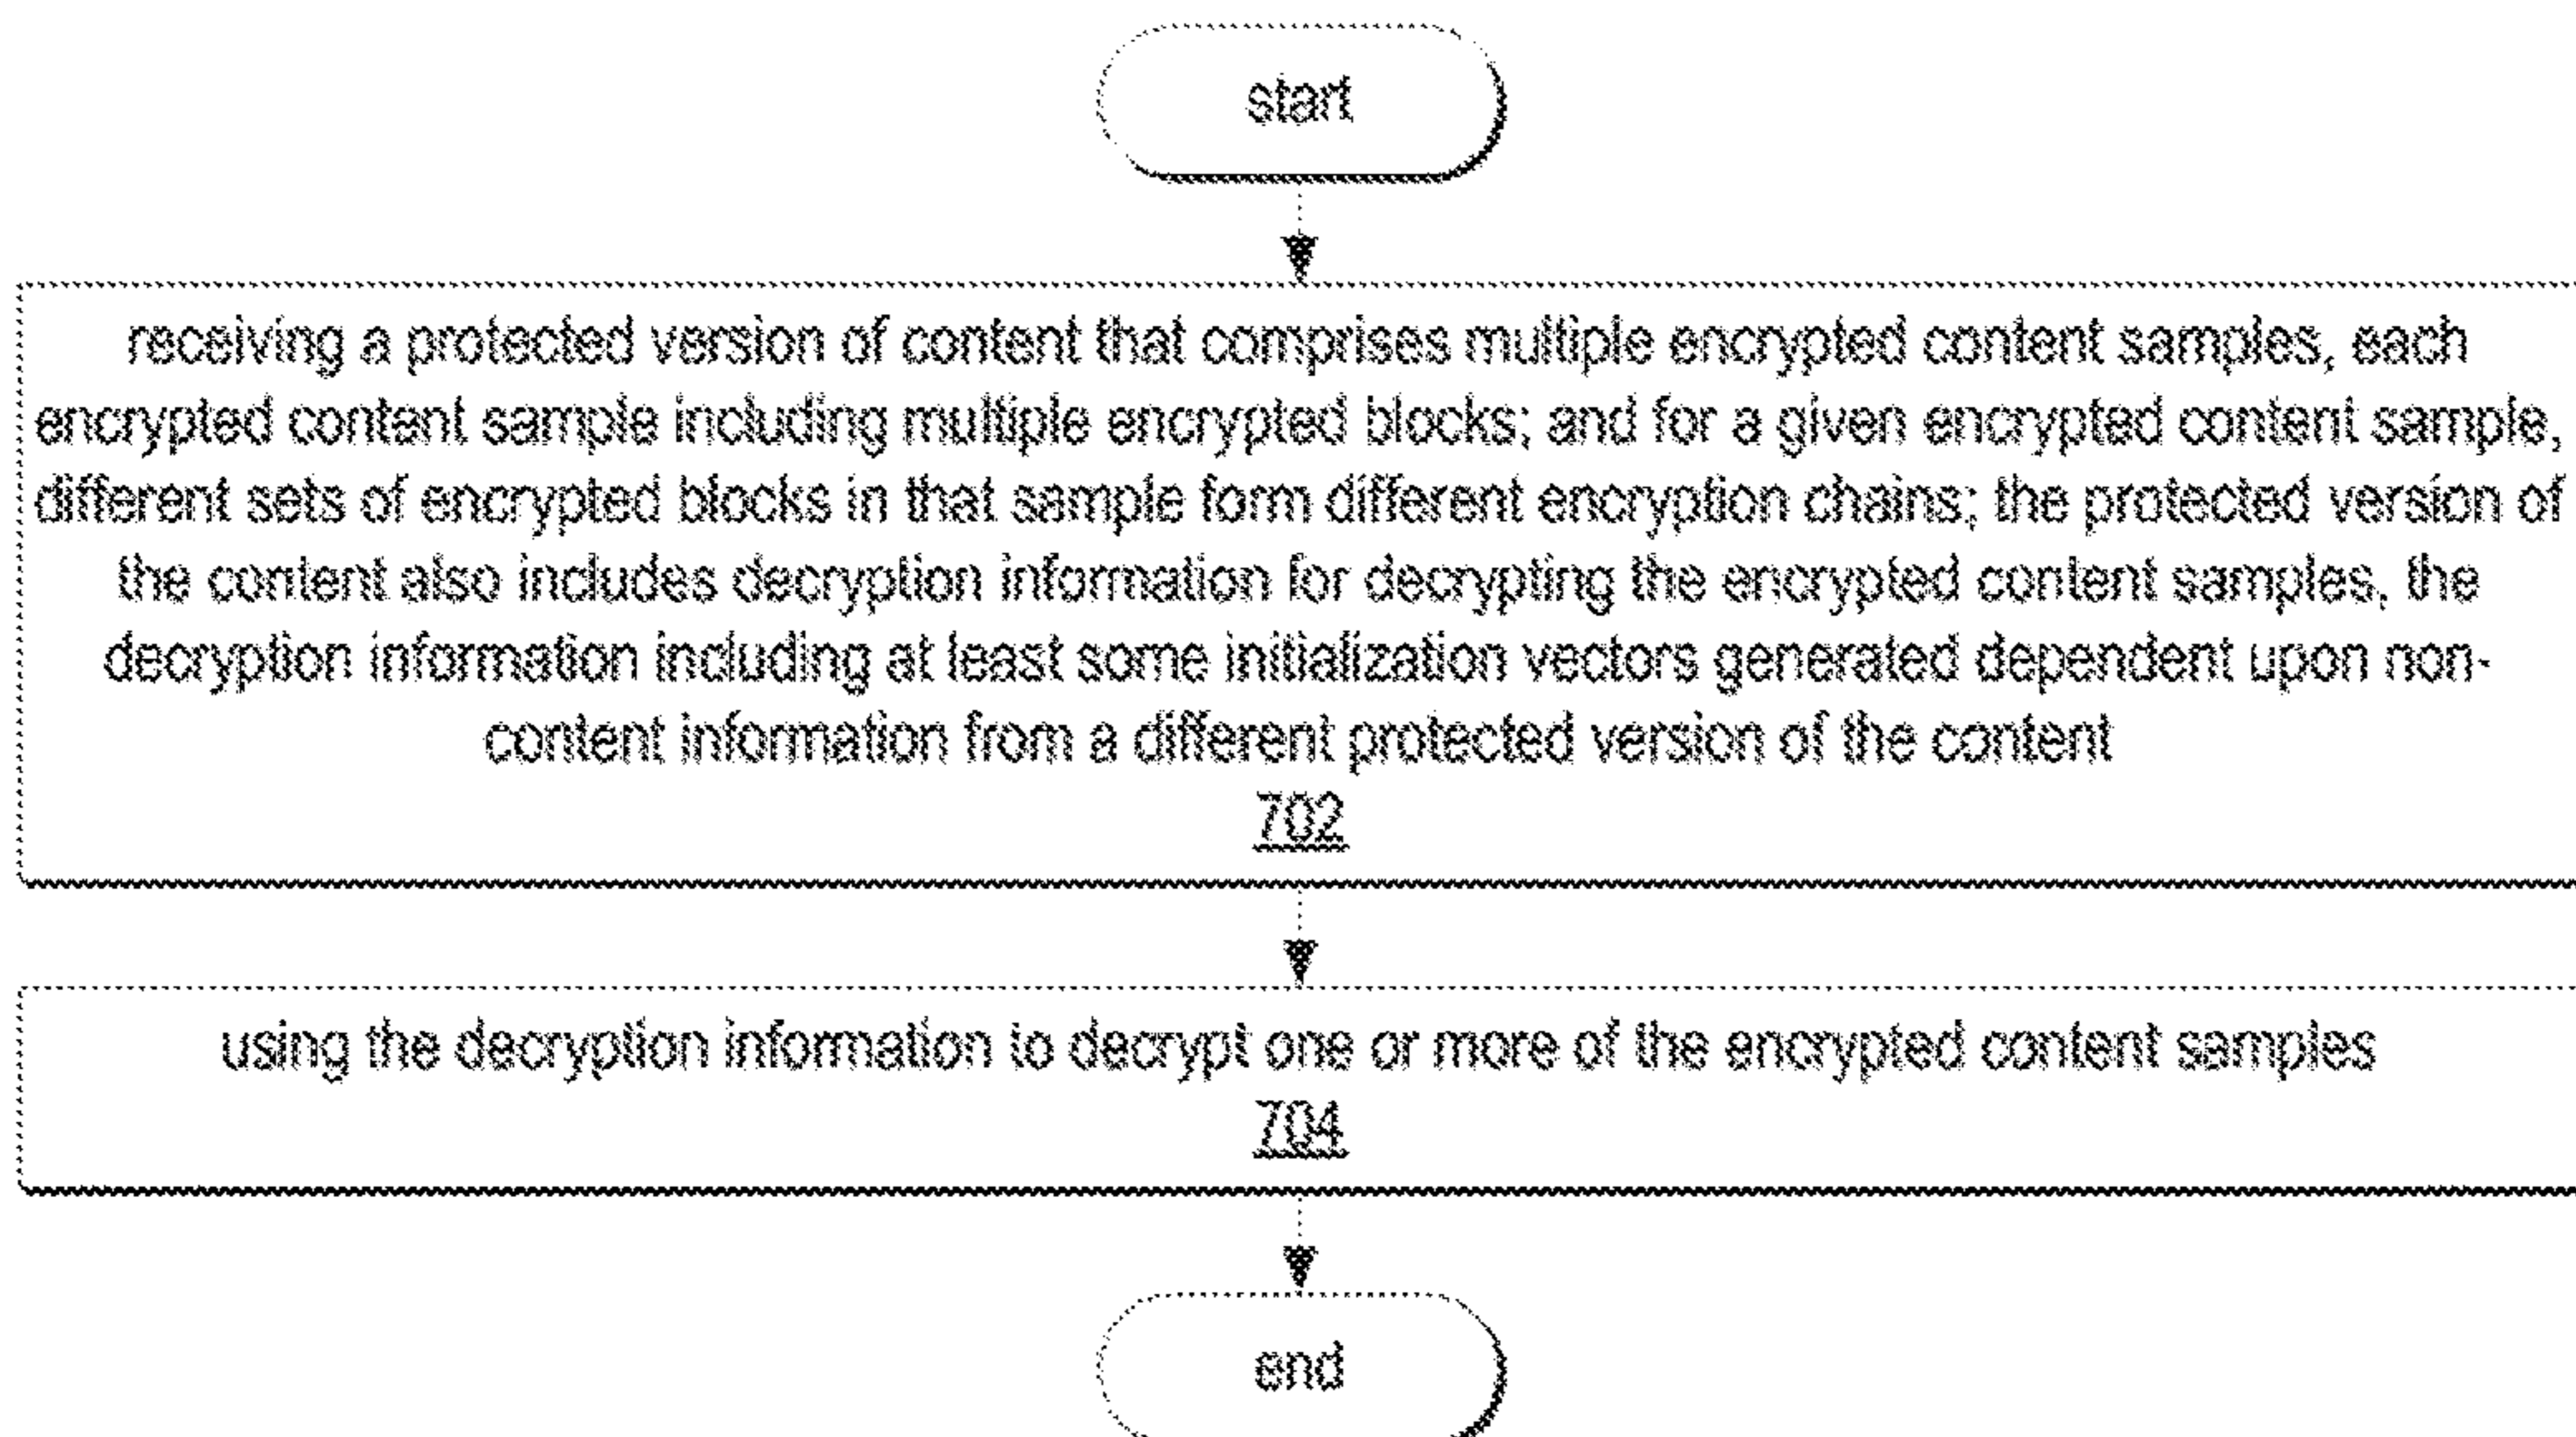 start
receiving a protected version of content that comprises multiple encrypted content samples, each
encrypted content sample including multiple encrypted blocks; and for a given encrypted content sample,
different sets of encrypted blocks in that sample form different encryption chains; the protected version of
the content also includes decryption information for decrypting the encrypted content samples, the
decryption information including at least some initialization vectors generated dependent upon non-
content information from a different protected version of the content
702
using the decryption information to decrypt one or more of the encrypted content samples
704
end